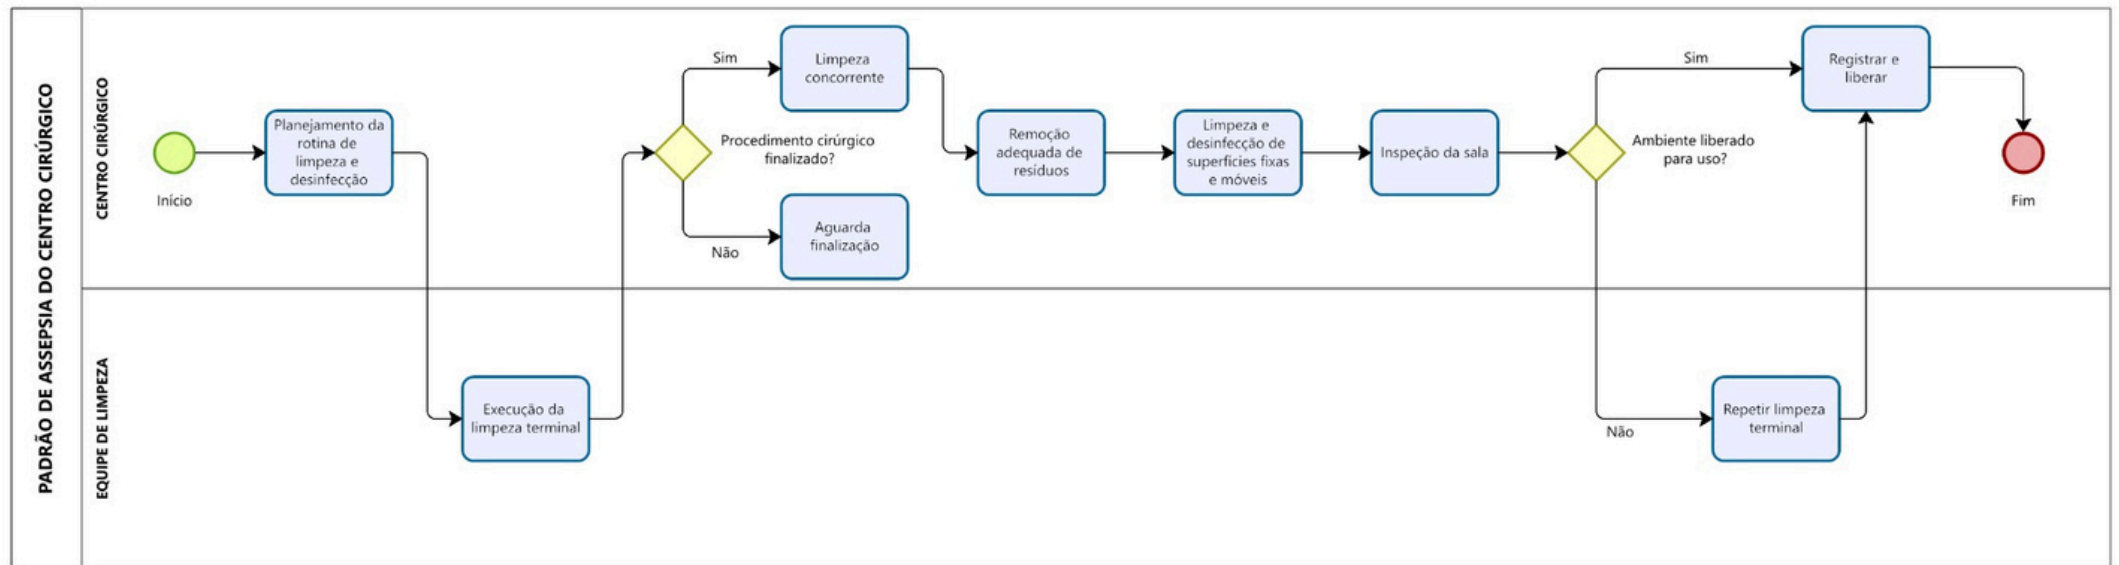 PADRÃO DE ASSEPSIA DO CENTRO CIRÚRGICO
CENTRO CIRÚRGICO
Início
Planejamento da
rotina de
limpeza e
desinfecção
Procedimento cirúrgico
finalizado?
Sim
Limpeza
concorrente
Não
Aguarda
finalização
Remoção
adequada de
resíduos
Limpeza e
desinfecção de
superfícies fixas
e móveis
Inspeção da sala
Ambiente liberado
para uso?
Sim
Registrar e
liberar
Fim
EQUIPE DE LIMPEZA
Execução da
limpeza terminal
Não
Repetir limpeza
terminal